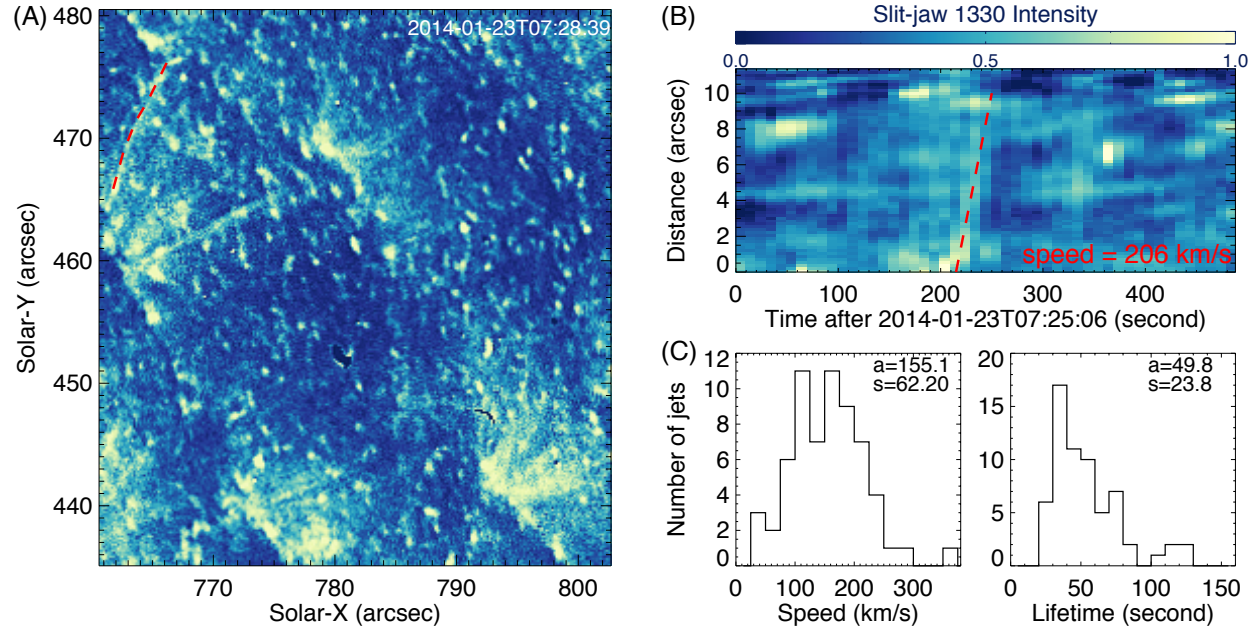 (A)
2014-01-23T07:28:39
480
470
460
450
440
Solar-Y (arcsec)
770 780 790 800
Solar-X (arcsec)
(B)
Slit-jaw 1330 Intensity
0.0 0.5 1.0
10
8
6
4
2
0
Distance (arcsec)
speed = 206 km/s
0 100 200 300 400
Time after 2014-01-23T07:25:06 (second)
(C)
12
10
8
6
4
2
0
Number of jets
a=155.1
s=62.20
0 100 200 300
Speed (km/s)
20
15
10
5
0
a=49.8
s=23.8
0 50 100 150
Lifetime (second)